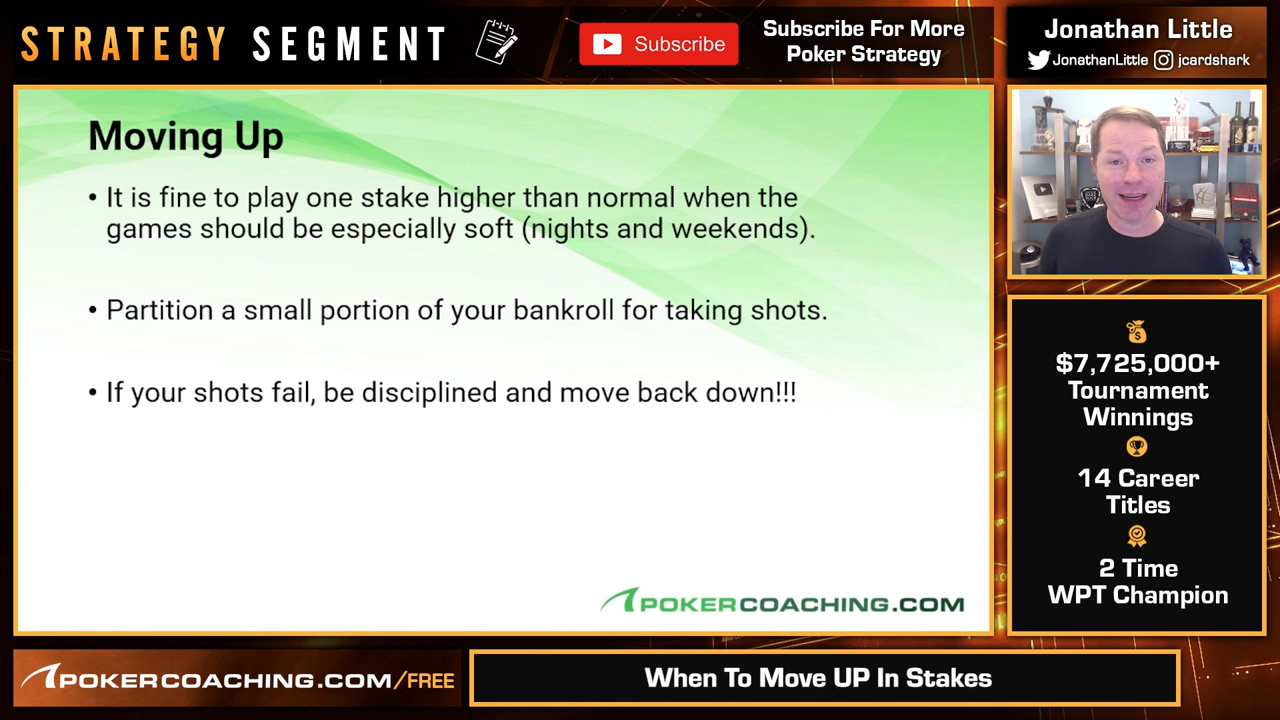 STRATEGY SEGMENT
Subscribe
Subscribe For More
Poker Strategy
Jonathan Little
JonathanLittle jcardshark
Moving Up
• It is fine to play one stake higher than normal when the
games should be especially soft (nights and weekends).
• Partition a small portion of your bankroll for taking shots.
• If your shots fail, be disciplined and move back down!!!
POKERCOACHING.COM
$7,725,000+
Tournament
Winnings
14 Career
Titles
2 Time
WPT Champion
POKERCOACHING.COM/FREE
When To Move UP In Stakes